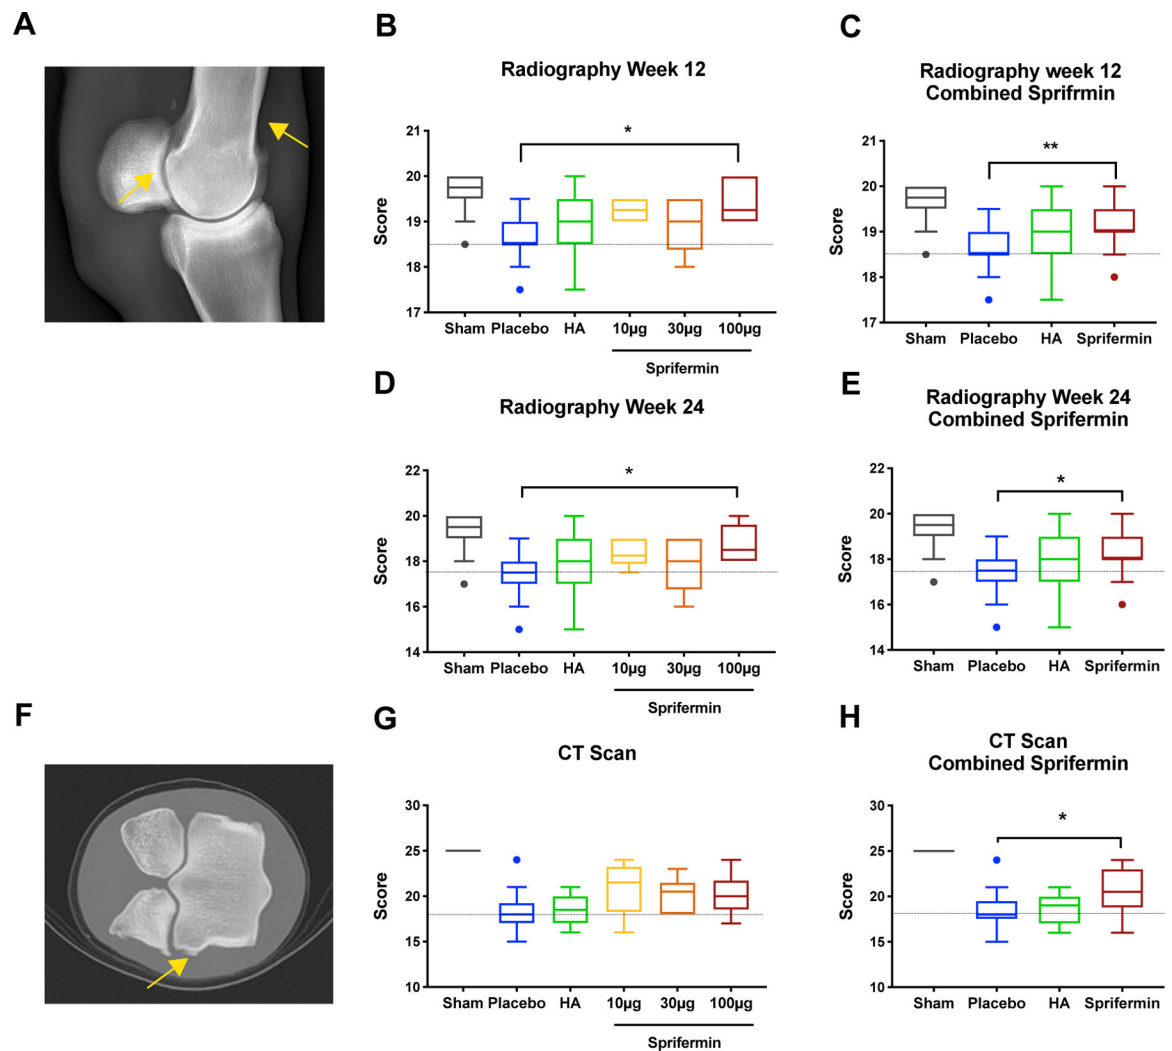 A
B
Radiography Week 12
Score
21
20
19
18
17
*
Sham Placebo HA 10µg 30µg 100µg
Sprifermin
C
Radiography week 12
Combined Sprifrmin
Score
21
20
19
18
17
**
Sham Placebo HA Sprifermin
D
Radiography Week 24
Score
22
20
18
16
14
*
Sham Placebo HA 10µg 30µg 100µg
Sprifermin
E
Radiography Week 24
Combined Sprifermin
Score
22
20
18
16
14
*
Sham Placebo HA Sprifermin
F
G
CT Scan
Score
30
25
20
15
10
Sham Placebo HA 10µg 30µg 100µg
Sprifermin
H
CT Scan
Combined Sprifermin
Score
30
25
20
15
10
*
Sham Placebo HA Sprifermin